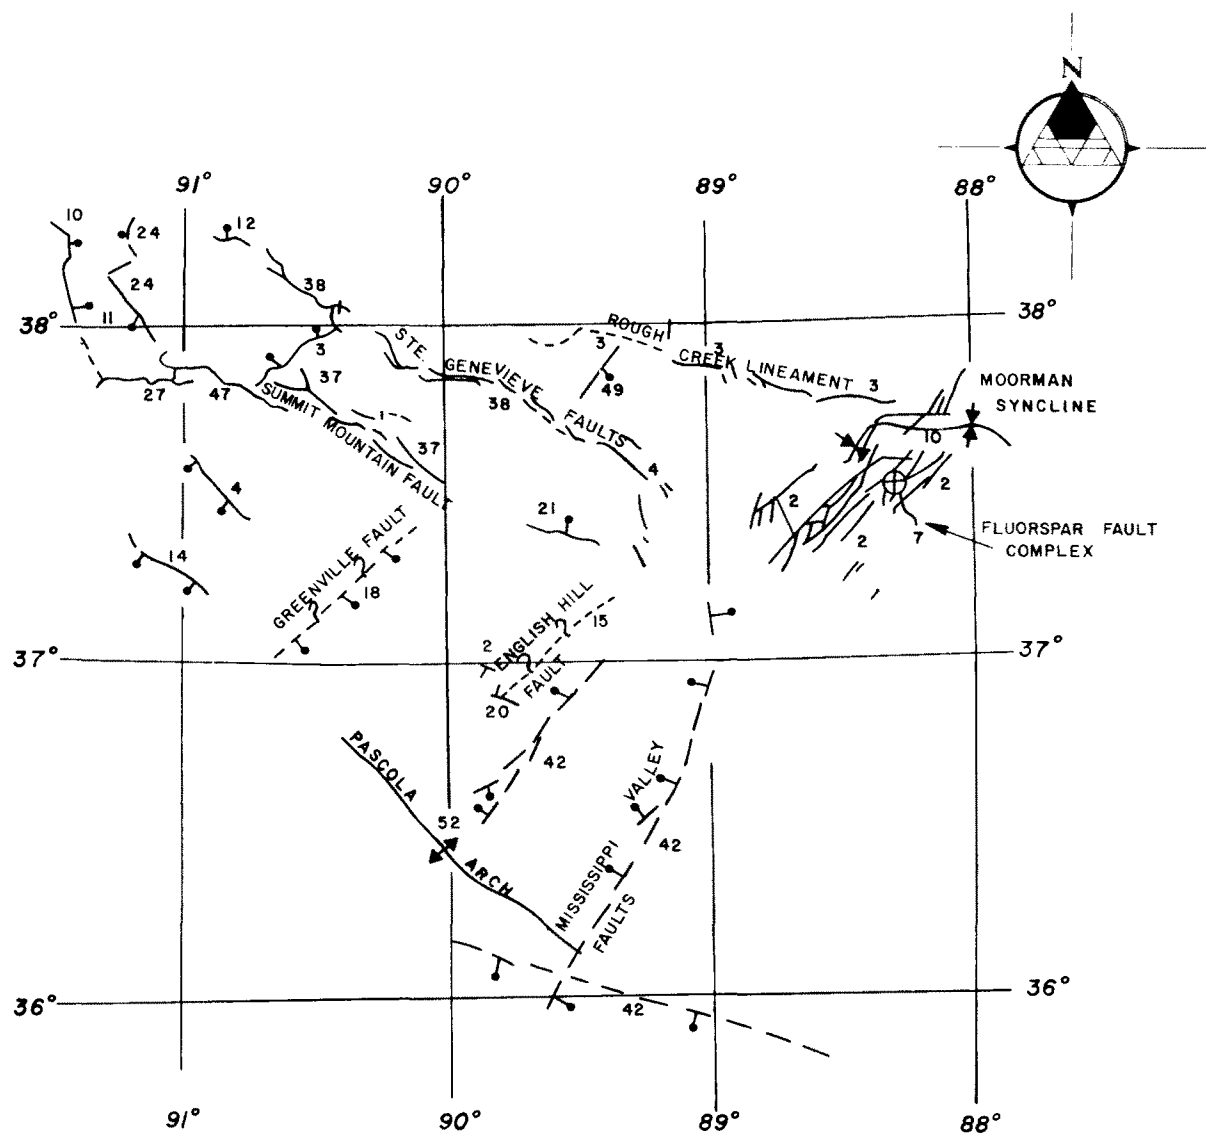 N
91°
90°
89°
88°
10
24
12
24
38
11
38°
38°
3
ROUGH
STE.
GENEVIEVE
FAULTS
3
3
CREEK LINEAMENT
3
MOORMAN
SYNCLINE
27
47
37
SUMMIT MOUNTAIN FAULT
1
38
49
10
37
4
4
2
2
21
2
7
FLUORSPAR FAULT
COMPLEX
14
GREENVILLE FAULT
18
15
2
ENGLISH HILL
FAULT
20
37°
37°
PASCOLA
ARCH
42
52
MISSISSIPPI
VALLEY
FAULTS
42
36°
36°
42
91°
90°
89°
88°